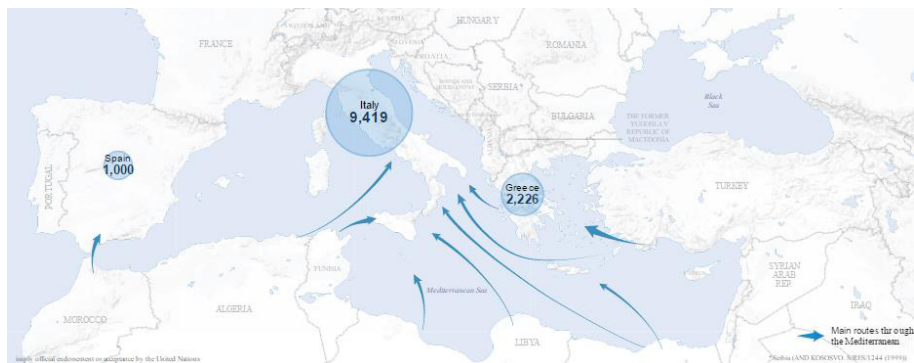 HUNGARY
FRANCE
ROMANIA
CROATIA
SERBIA*
Black
Sea
Italy
9,419
BULGARIA
THE FORMER
YUGOSLAV
REPUBLIC OF
MACEDONIA
Spain
1,000
PORTUGAL
Greece
2,226
TURKEY
TUNISIA
SYRIAN
ARAB
REP.
Mediterranean Sea
IRAQ
ALGERIA
MOROCCO
LIBYA
Main routes through
the Mediterranean
imply official endorsement or acceptance by the United Nations